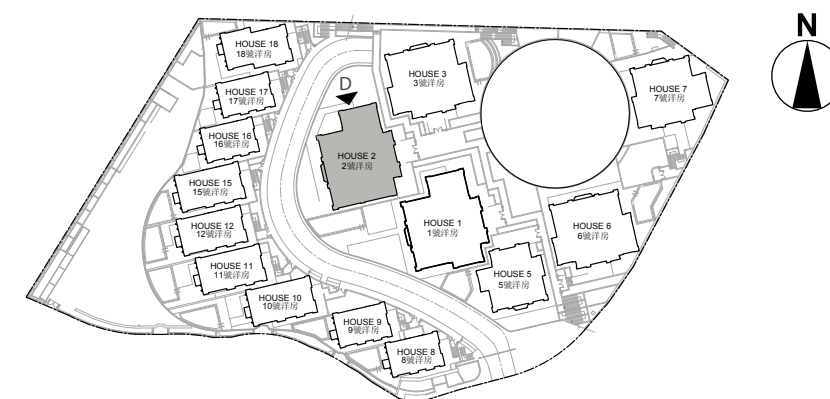 N
HOUSE 18
18號洋房
HOUSE 3
3號洋房
D
HOUSE 17
17號洋房
HOUSE 7
7號洋房
HOUSE 16
16號洋房
HOUSE 2
2號洋房
HOUSE 15
15號洋房
HOUSE 12
12號洋房
HOUSE 1
1號洋房
HOUSE 6
6號洋房
HOUSE 11
11號洋房
HOUSE 5
5號洋房
HOUSE 10
10號洋房
HOUSE 9
9號洋房
HOUSE 8
8號洋房